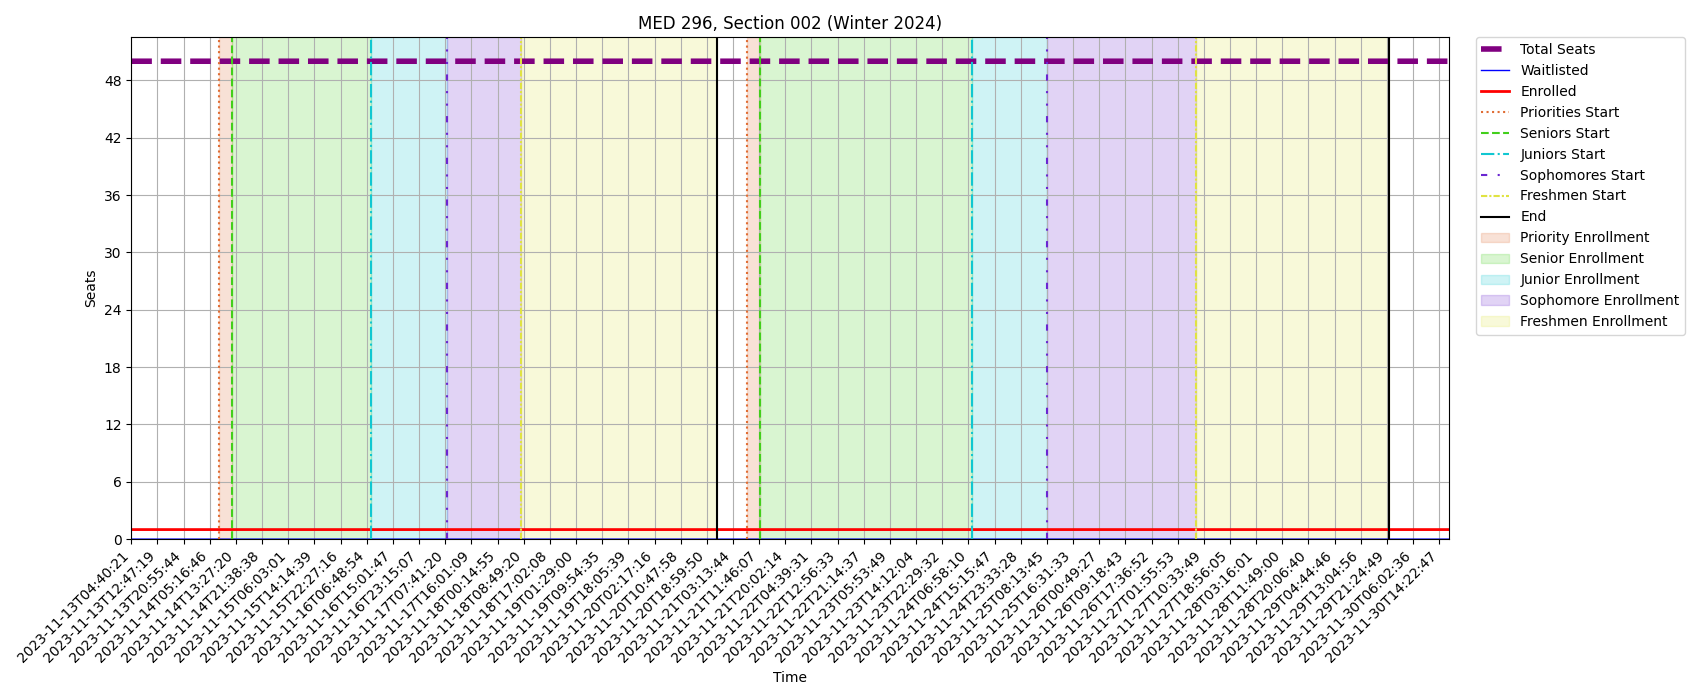 MED 296, Section 002 (Winter 2024)
Total Seats
Waitlisted
Enrolled
Priorities Start
Seniors Start
Juniors Start
Sophomores Start
Freshmen Start
End
Priority Enrollment
Senior Enrollment
Junior Enrollment
Sophomore Enrollment
Freshmen Enrollment
Seats
48
42
36
30
24
18
12
6
0
2023-11-13T04:40:21
2023-11-13T12:47:19
2023-11-13T20:55:44
2023-11-14T05:16:46
2023-11-14T13:27:20
2023-11-14T21:38:38
2023-11-15T06:03:01
2023-11-15T14:14:39
2023-11-15T22:27:16
2023-11-16T06:48:54
2023-11-16T15:01:47
2023-11-16T23:15:07
2023-11-17T07:41:20
2023-11-17T16:01:09
2023-11-18T00:14:55
2023-11-18T08:49:20
2023-11-18T17:02:08
2023-11-19T01:29:00
2023-11-19T09:54:35
2023-11-19T18:05:39
2023-11-20T02:17:16
2023-11-20T10:47:58
2023-11-20T18:59:50
2023-11-21T03:13:44
2023-11-21T11:46:07
2023-11-21T20:02:14
2023-11-22T04:39:31
2023-11-22T12:56:33
2023-11-22T21:14:37
2023-11-23T05:53:49
2023-11-23T14:12:04
2023-11-23T22:29:32
2023-11-24T06:58:10
2023-11-24T15:15:47
2023-11-24T23:33:28
2023-11-25T08:13:45
2023-11-25T16:31:33
2023-11-26T00:49:27
2023-11-26T09:18:43
2023-11-26T17:36:52
2023-11-27T01:55:53
2023-11-27T10:33:49
2023-11-27T18:56:05
2023-11-28T03:16:01
2023-11-28T11:49:00
2023-11-28T20:06:40
2023-11-29T04:44:46
2023-11-29T13:04:56
2023-11-29T21:24:49
2023-11-30T06:02:36
2023-11-30T14:22:47
Time